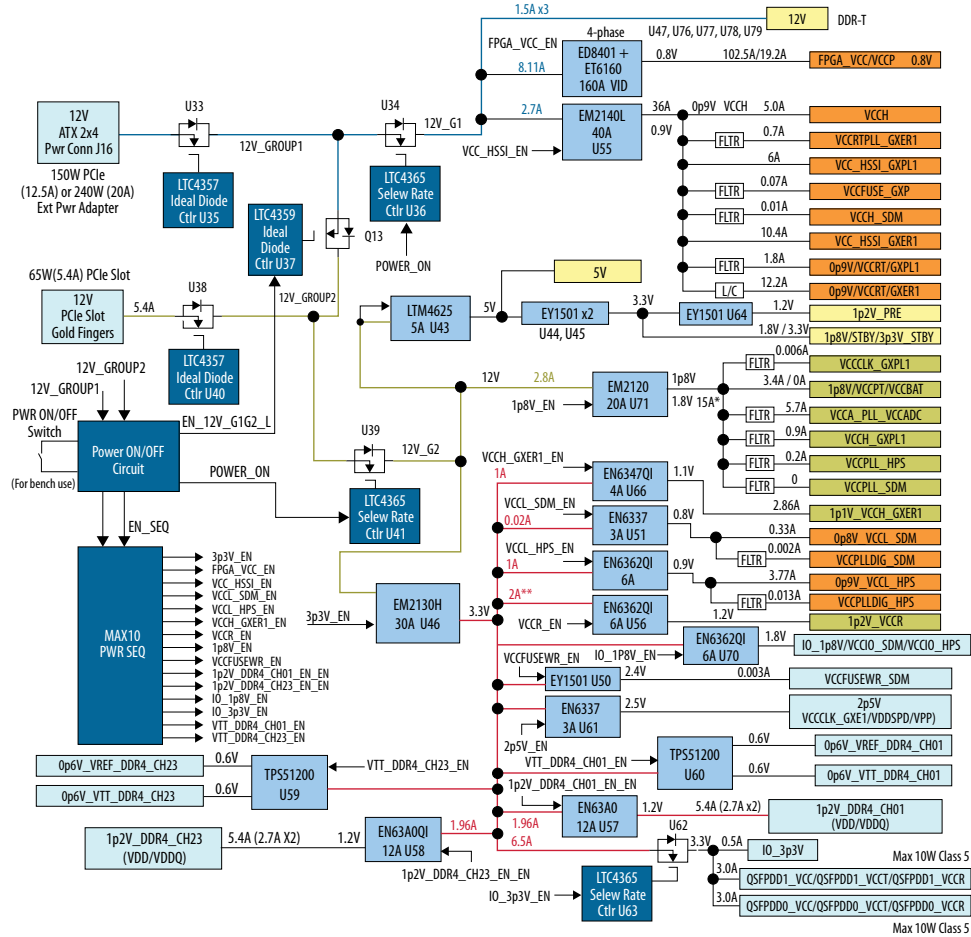 1.5A x3
12V
DDR-T
4-phase
U47, U76, U77, U78, U79
FPGA_VCC_EN
8.11A
ED8401 +
ET6160
160A VID
0.8V
102.5A/19.2A
FPGA_VCC/VCCP 0.8V
12V
ATX 2x4
Pwr Conn J16
150W PCIe
(12.5A) or 240W (20A)
Ext Pwr Adapter
U33
12V_GROUP1
U34
12V_G1
LTC4357
Ideal Diode
Ctlr U35
LTC4359
Ideal
Diode
Ctlr U37
Q13
LTC4365
Selew Rate
Ctlr U36
POWER_ON
2.7A
VCC_HSSI_EN
EM2140L
40A
U55
36A
0.9V
0p9V VCCH
5.0A
VCCH
FLTR
0.7A
VCCRTPLL_GXER1
6A
VCC_HSSI_GXPL1
FLTR
0.07A
VCCFUSE_GXP
FLTR
0.01A
VCCH_SDM
10.4A
VCC_HSSI_GXER1
FLTR
1.8A
0p9V/VCCRT/GXPL1
L/C
12.2A
0p9V/VCCRT/GXER1
65W(5.4A) PCIe Slot
12V
PCIe Slot
Gold Fingers
5.4A
U38
12V_GROUP2
LTC4357
Ideal Diode
Ctlr U40
LTM4625
5A U43
5V
5V
EY1501 x2
U44, U45
3.3V
EY1501 U64
1.2V
1p2V_PRE
1.8V / 3.3V
1p8V/STBY/3p3V_STBY
12V_GROUP2
12V_GROUP1
PWR ON/OFF
Switch
(For bench use)
Power ON/OFF
Circuit
EN_12V_G1G2_L
POWER_ON
EN_SEQ
U39
12V_G2
LTC4365
Selew Rate
Ctlr U41
12V
2.8A
1p8V_EN
EM2120
20A U71
1p8V
1.8V 15A*
FLTR
0.006A
VCCCLK_GXPL1
3.4A / 0A
1p8V/VCCPT/VCCBAT
FLTR
5.7A
VCCA_PLL_VCCADC
FLTR
0.9A
VCCH_GXPL1
FLTR
0.2A
VCCPLL_HPS
FLTR
0
VCCPLL_SDM
VCCH_GXER1_EN
1A
EN6347QI
4A U66
1.1V
2.86A
1p1V_VCCH_GXER1
VCCL_SDM_EN
0.02A
EN6337
3A U51
0.8V
0.33A
0p8V_VCCL_SDM
FLTR
0.002A
VCCPLLDIG_SDM
VCCL_HPS_EN
1A
EN6362QI
6A
0.9V
3.77A
0p9V_VCCL_HPS
FLTR
0.013A
VCCPLLDIG_HPS
2A**
VCCR_EN
EN6362QI
6A U56
1.2V
1p2V_VCCR
MAX10
PWR SEQ
3p3V_EN
FPGA_VCC_EN
VCC_HSSI_EN
VCCL_SDM_EN
VCCL_HPS_EN
VCCH_GXER1_EN
VCCR_EN
1p8V_EN
VCCFUSEWR_EN
1p2V_DDR4_CH01_EN_EN
1p2V_DDR4_CH23_EN_EN
IO_1p8V_EN
IO_3p3V_EN
VTT_DDR4_CH01_EN
VTT_DDR4_CH23_EN
3p3V_EN
EM2130H
30A U46
3.3V
IO_1P8V_EN
EN6362QI
6A U70
1.8V
IO_1p8V/VCCIO_SDM/VCCIO_HPS
VCCFUSEWR_EN
EY1501 U50
2.4V
0.003A
VCCFUSEWR_SDM
2p5V_EN
EN6337
3A U61
2.5V
2p5V
VCCCLK_GXE1/VDDSPD/VPP)
VTT_DDR4_CH01_EN
TPS51200
U60
0.6V
0p6V_VREF_DDR4_CH01
0.6V
0p6V_VTT_DDR4_CH01
0p6V_VREF_DDR4_CH23
0.6V
0p6V_VTT_DDR4_CH23
0.6V
TPS51200
U59
VTT_DDR4_CH23_EN
1p2V_DDR4_CH01_EN_EN
1.96A
EN63A0
12A U57
1.2V
5.4A (2.7A x2)
1p2V_DDR4_CH01
(VDD/VDDQ)
1p2V_DDR4_CH23
(VDD/VDDQ)
5.4A (2.7A X2)
1.2V
EN63A0QI
12A U58
1.96A
1p2V_DDR4_CH23_EN_EN
6.5A
U62
3.3V
0.5A
IO_3p3V
LTC4365
Selew Rate
Ctlr U63
IO_3p3V_EN
Max 10W Class 5
3.0A
QSFPDD1_VCC/QSFPDD1_VCCT/QSFPDD1_VCCR
3.0A
QSFPDD0_VCC/QSFPDD0_VCCT/QSFPDD0_VCCR
Max 10W Class 5